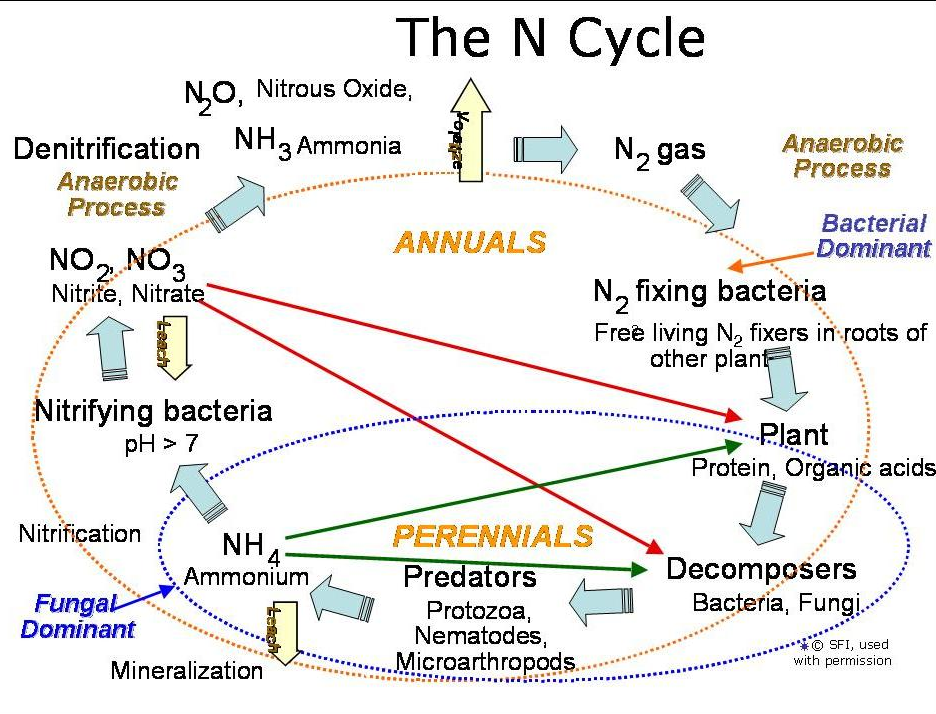 The N Cycle
N2O, Nitrous Oxide,
NH3 Ammonia
Denitrification
Anaerobic
Process
N2 gas
Anaerobic
Process
Bacterial
Dominant
ANNUALS
NO2, NO3
Nitrite, Nitrate
Leach
N2 fixing bacteria
Free living N2 fixers in roots of
other plant
Nitrifying bacteria
pH > 7
Plant
Protein, Organic acids
Nitrification
NH4
Ammonium
PERENNIALS
Predators
Protozoa,
Nematodes,
Microarthropods
Decomposers
Bacteria, Fungi
Fungal
Dominant
Leach
Mineralization
© SFI, used
with permission